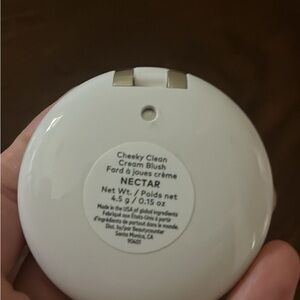 Cheeky Clean
Cream Blush
Fard à joues crème
NECTAR
Net Wt. / Poids net
4.5 g / 0.15 oz
Made in the USA of global ingredients
Fabriqué aux États-Unis à partir
d'ingrédients de partout dans le monde.
Dist. by/par Beautycounter
Santa Monica, CA
90401